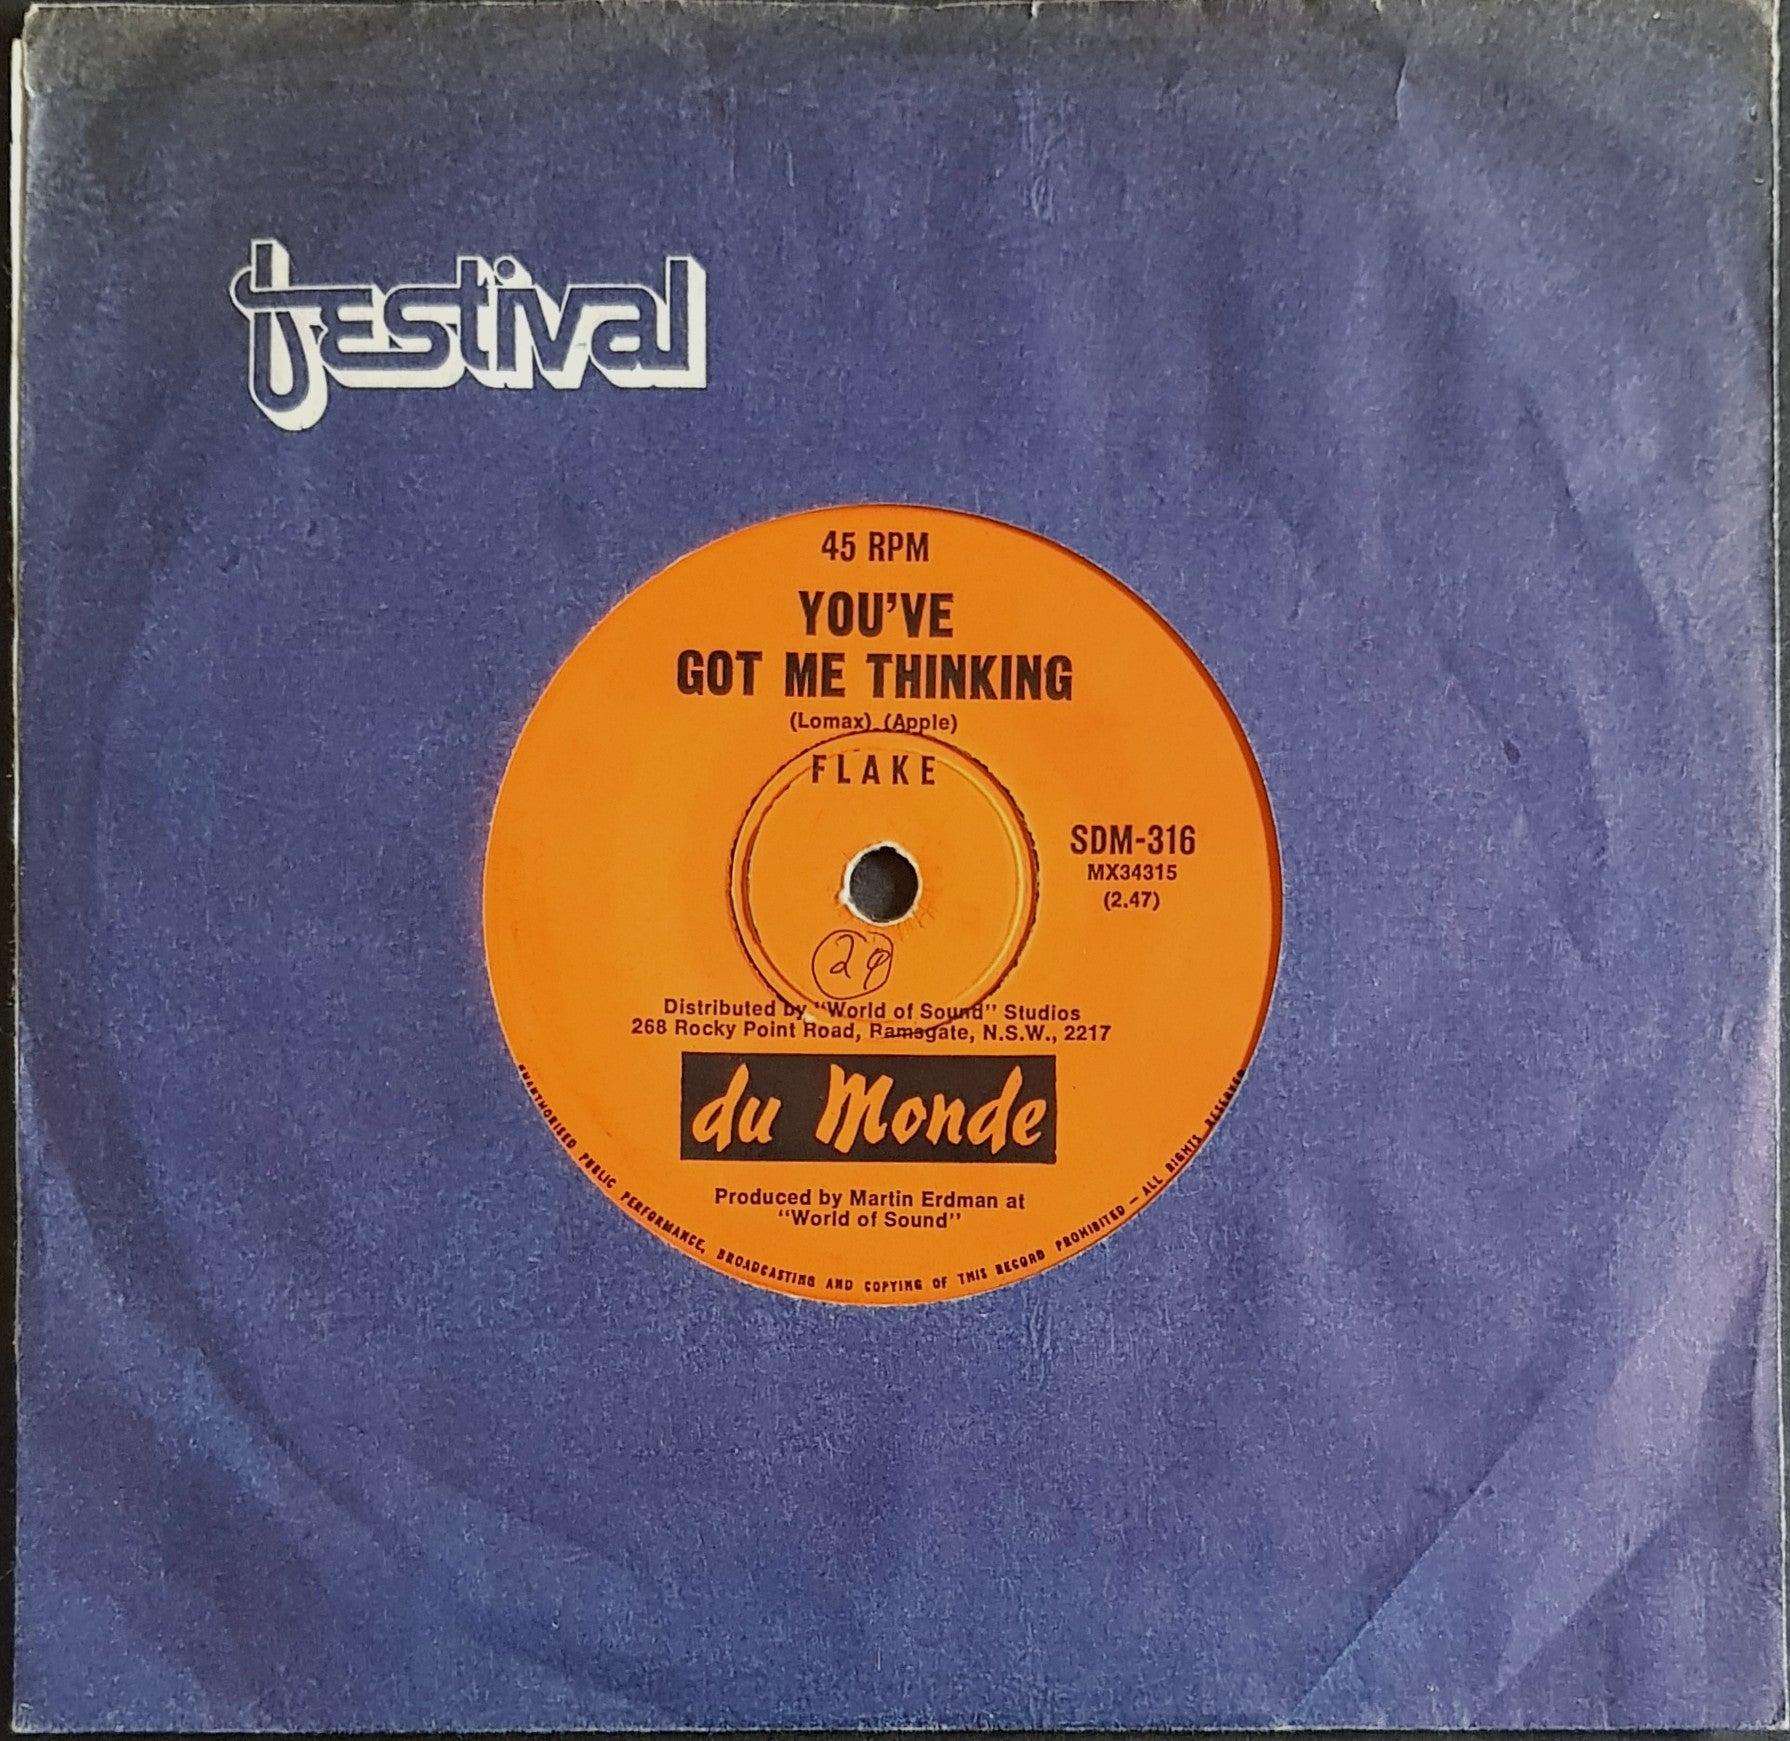 festival
45 RPM
YOU'VE
GOT ME THINKING
(Lomax) (Apple)
FLAKE
SDM-316
MX34315
(2.47)
29
Distributed by "World of Sound" Studios
268 Rocky Point Road, Ramsgate, N.S.W., 2217
du Monde
Produced by Martin Erdman at
"World of Sound"
UNAUTHORISED PUBLIC PERFORMANCE, BROADCASTING AND COPYING OF THIS RECORD PROHIBITED — ALL RIGHTS RESERVED